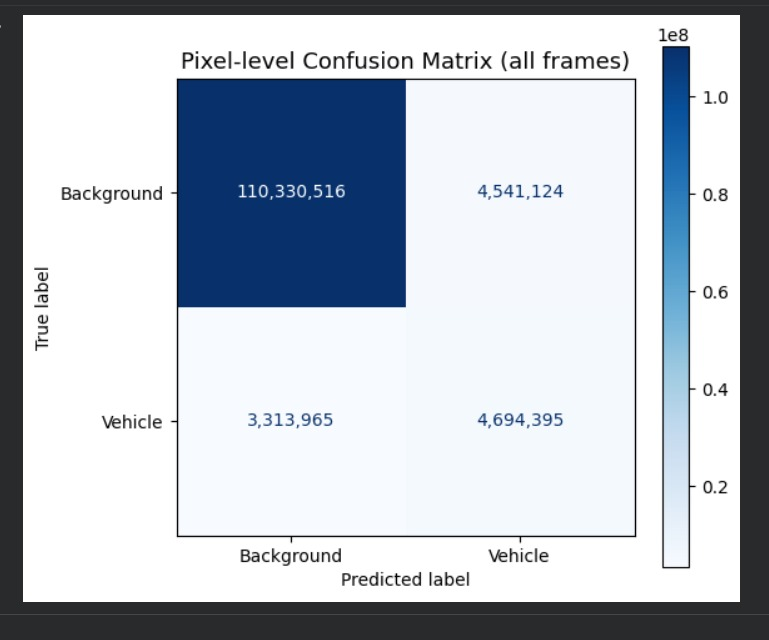 Pixel-level Confusion Matrix (all frames)
1e8
1.0
0.8
0.6
0.4
0.2
True label
Background
110,330,516
4,541,124
Vehicle
3,313,965
4,694,395
Background
Vehicle
Predicted label